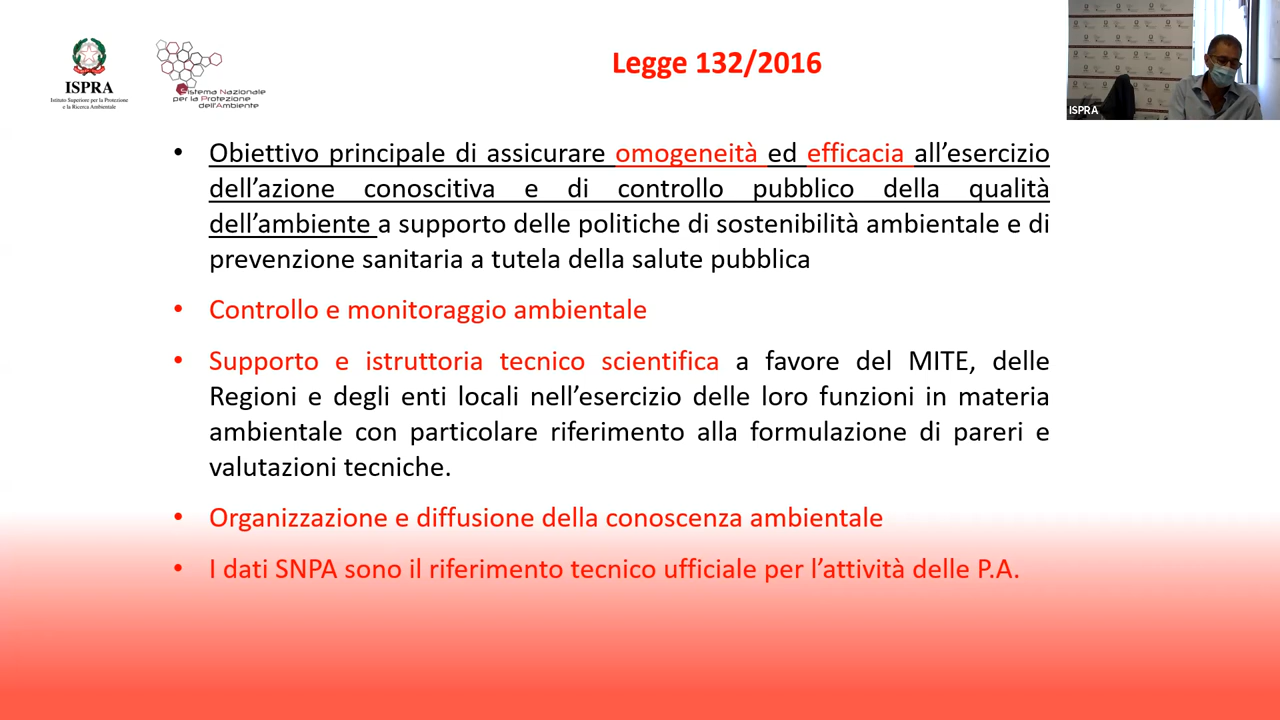 ISPRA
Istituto Superiore per la Protezione
e la Ricerca Ambientale
Sistema Nazionale
per la Protezione
dell'Ambiente
Legge 132/2016
ISPRA
• Obiettivo principale di assicurare omogeneità ed efficacia all’esercizio
dell’azione conoscitiva e di controllo pubblico della qualità
dell’ambiente a supporto delle politiche di sostenibilità ambientale e di
prevenzione sanitaria a tutela della salute pubblica
• Controllo e monitoraggio ambientale
• Supporto e istruttoria tecnico scientifica a favore del MITE, delle
Regioni e degli enti locali nell’esercizio delle loro funzioni in materia
ambientale con particolare riferimento alla formulazione di pareri e
valutazioni tecniche.
• Organizzazione e diffusione della conoscenza ambientale
• I dati SNPA sono il riferimento tecnico ufficiale per l’attività delle P.A.